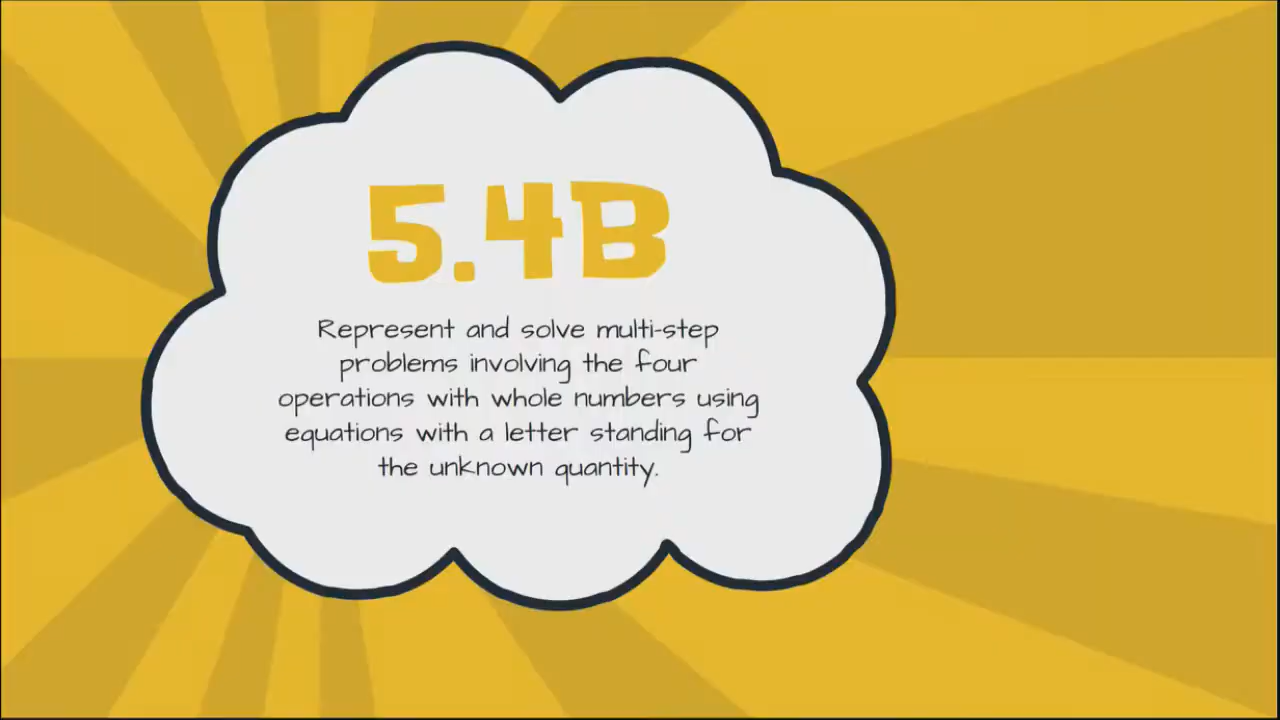 5.4B
Represent and solve multi-step
problems involving the four
operations with whole numbers using
equations with a letter standing for
the unknown quantity.